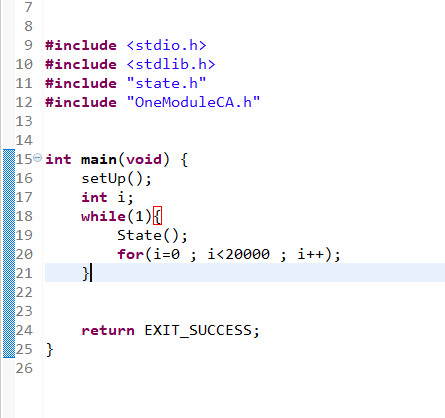 7
8
9 #include <stdio.h>
10 #include <stdlib.h>
11 #include "state.h"
12 #include "OneModuleCA.h"
13
14
15 int main(void) {
16     setUp();
17     int i;
18     while(1){
19         State();
20         for(i=0 ; i<20000 ; i++);
21     }
22
23
24     return EXIT_SUCCESS;
25 }
26